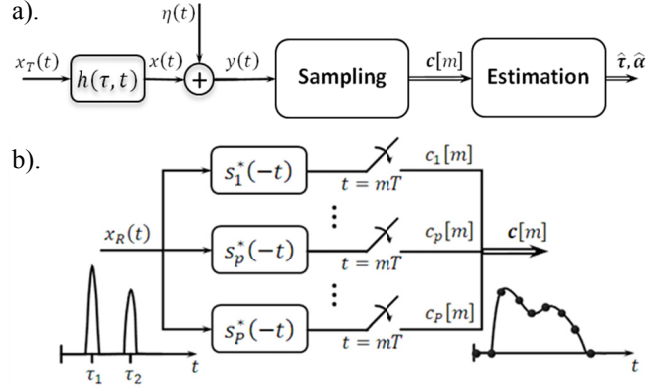 a).
η(t)
x_T(t) h(τ, t) x(t) + y(t) Sampling c[m] Estimation τ̂, α̂
b).
s_1^*(−t) t = mT c_1[m]
⋮ ⋮
x_R(t) s_p^*(−t) t = mT c_p[m] c[m]
⋮ ⋮
s_P^*(−t) t = mT c_P[m]
τ_1 τ_2 t
t